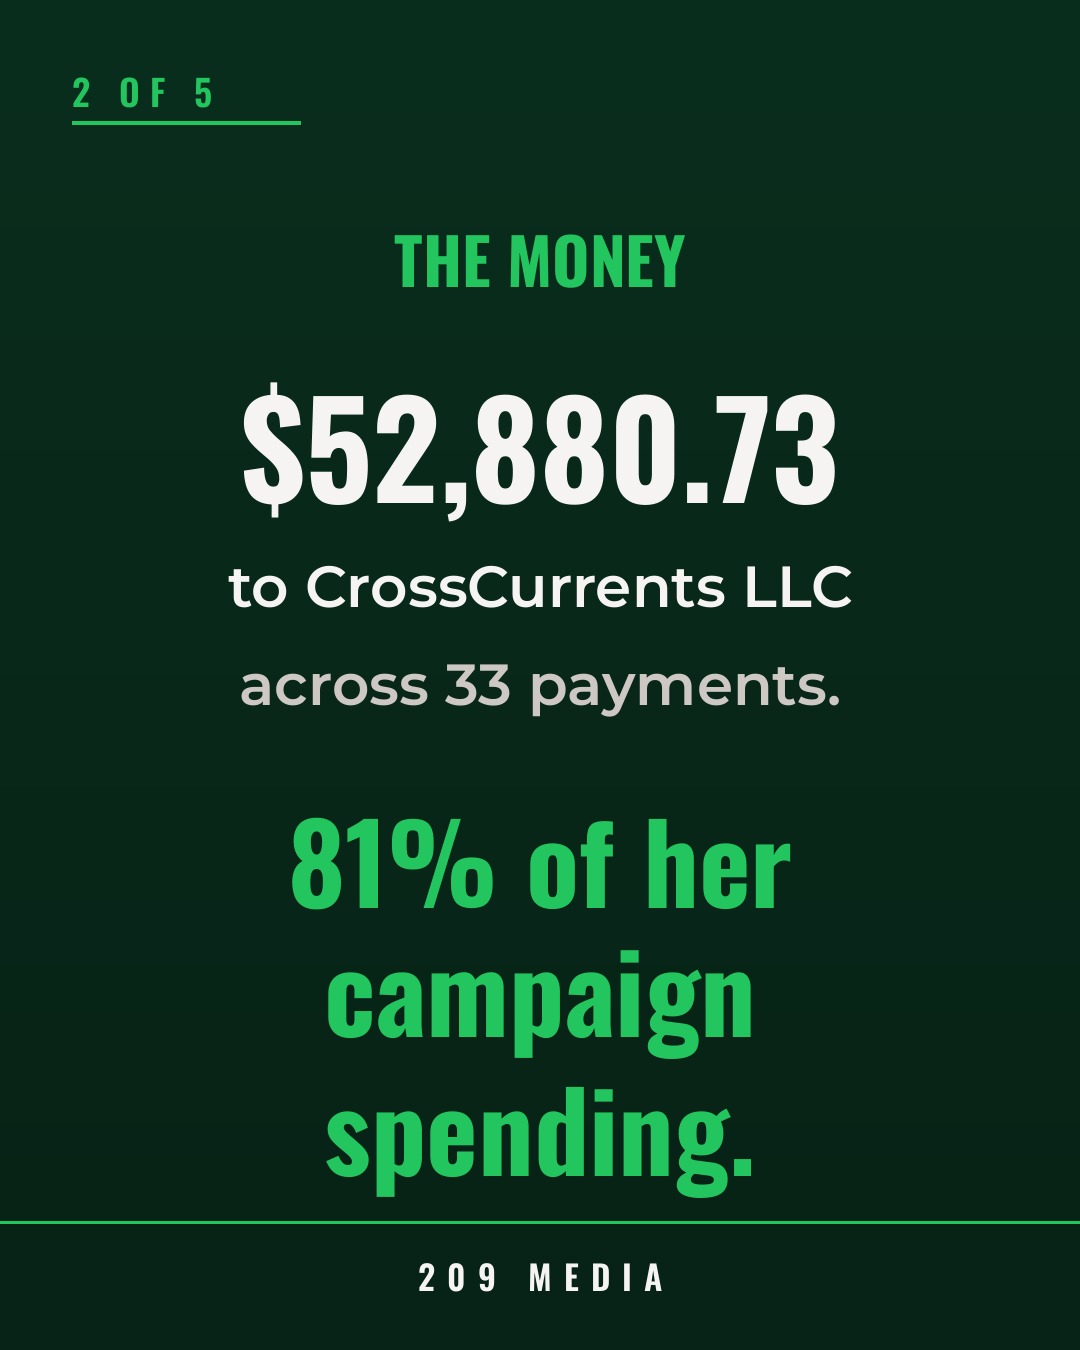 2 OF 5
THE MONEY
$52,880.73
to CrossCurrents LLC
across 33 payments.
81% of her
campaign
spending.
209 MEDIA